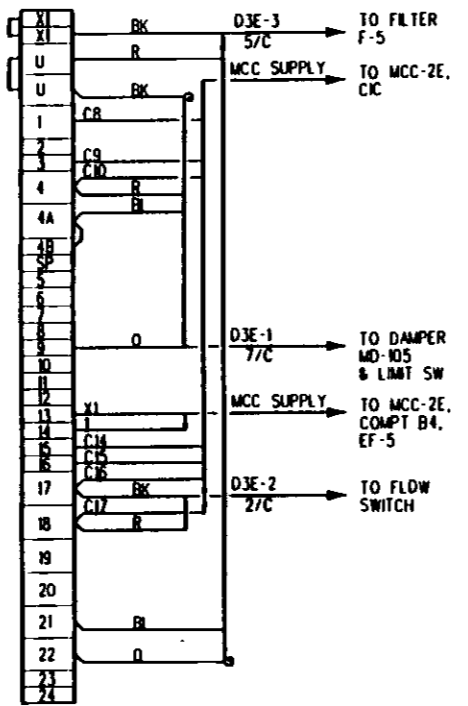 X1 BK D3E-3 TO FILTER
X1 5/C F-5
U R
MCC SUPPLY TO MCC-2E,
U BK CIC
1 C8
2
3 C9
C10
4 R
4A BL
4B
SP
5
6
7
8
9 O D3E-1 TO DAMPER
7/C MD-105
10 & LIMIT SW
11
12
MCC SUPPLY TO MCC-2E,
13 X1 COMPT B4,
14 1 EF-5
15 C14
16 C15
C16
17 BK D3E-2 TO FLOW
C17 2/C SWITCH
18 R
19
20
21 BL
22 O
23
24